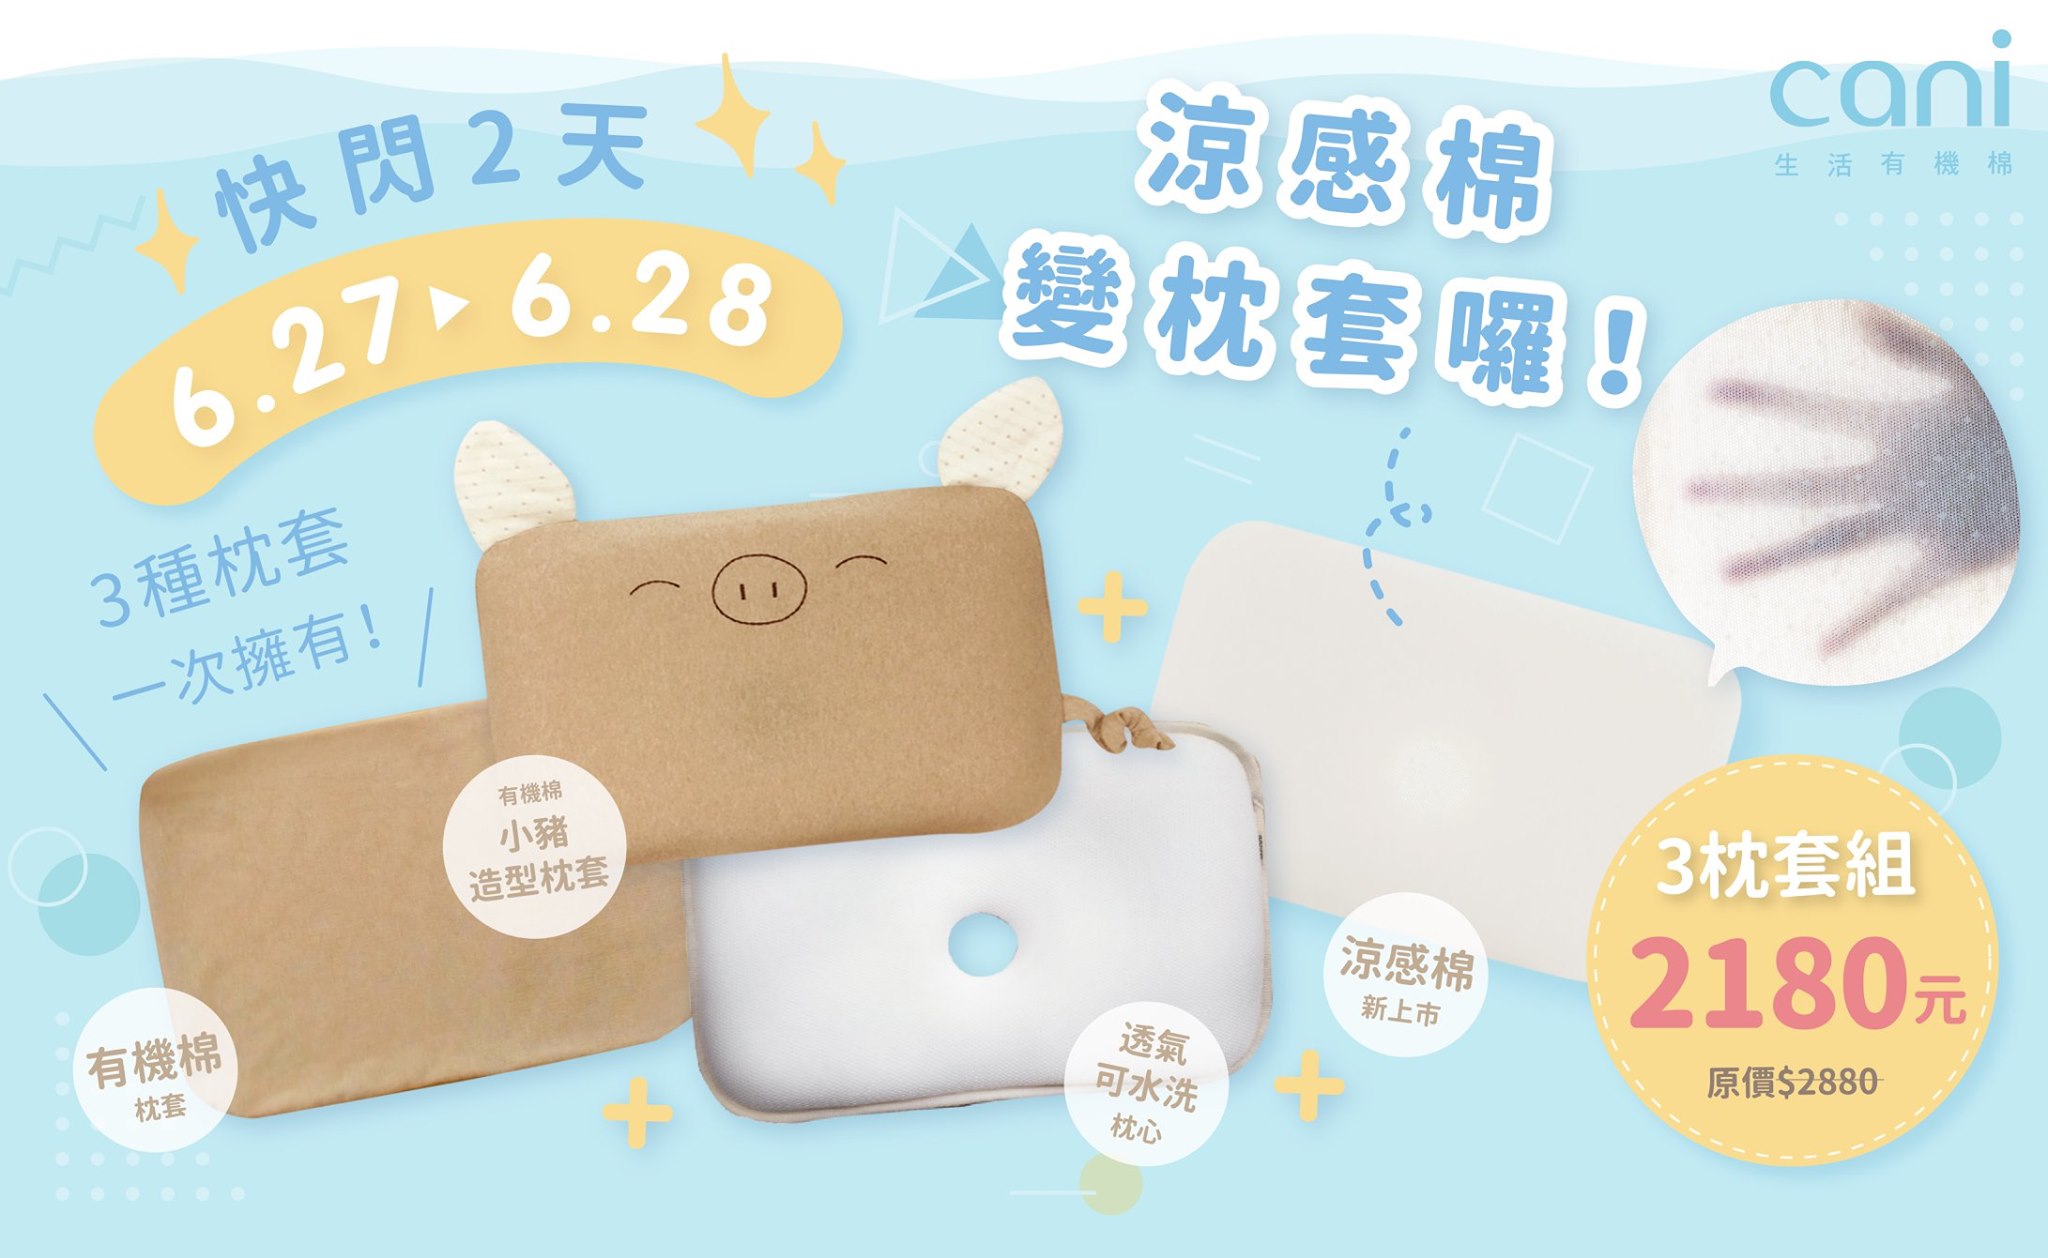 cani
生活有機棉
快閃2天
6.27▶6.28
涼感棉
變枕套囉!
3種枕套
一次擁有!
有機棉
小豬
造型枕套
有機棉
枕套
透氣
可水洗
枕心
涼感棉
新上市
3枕套組
2180元
原價$2880